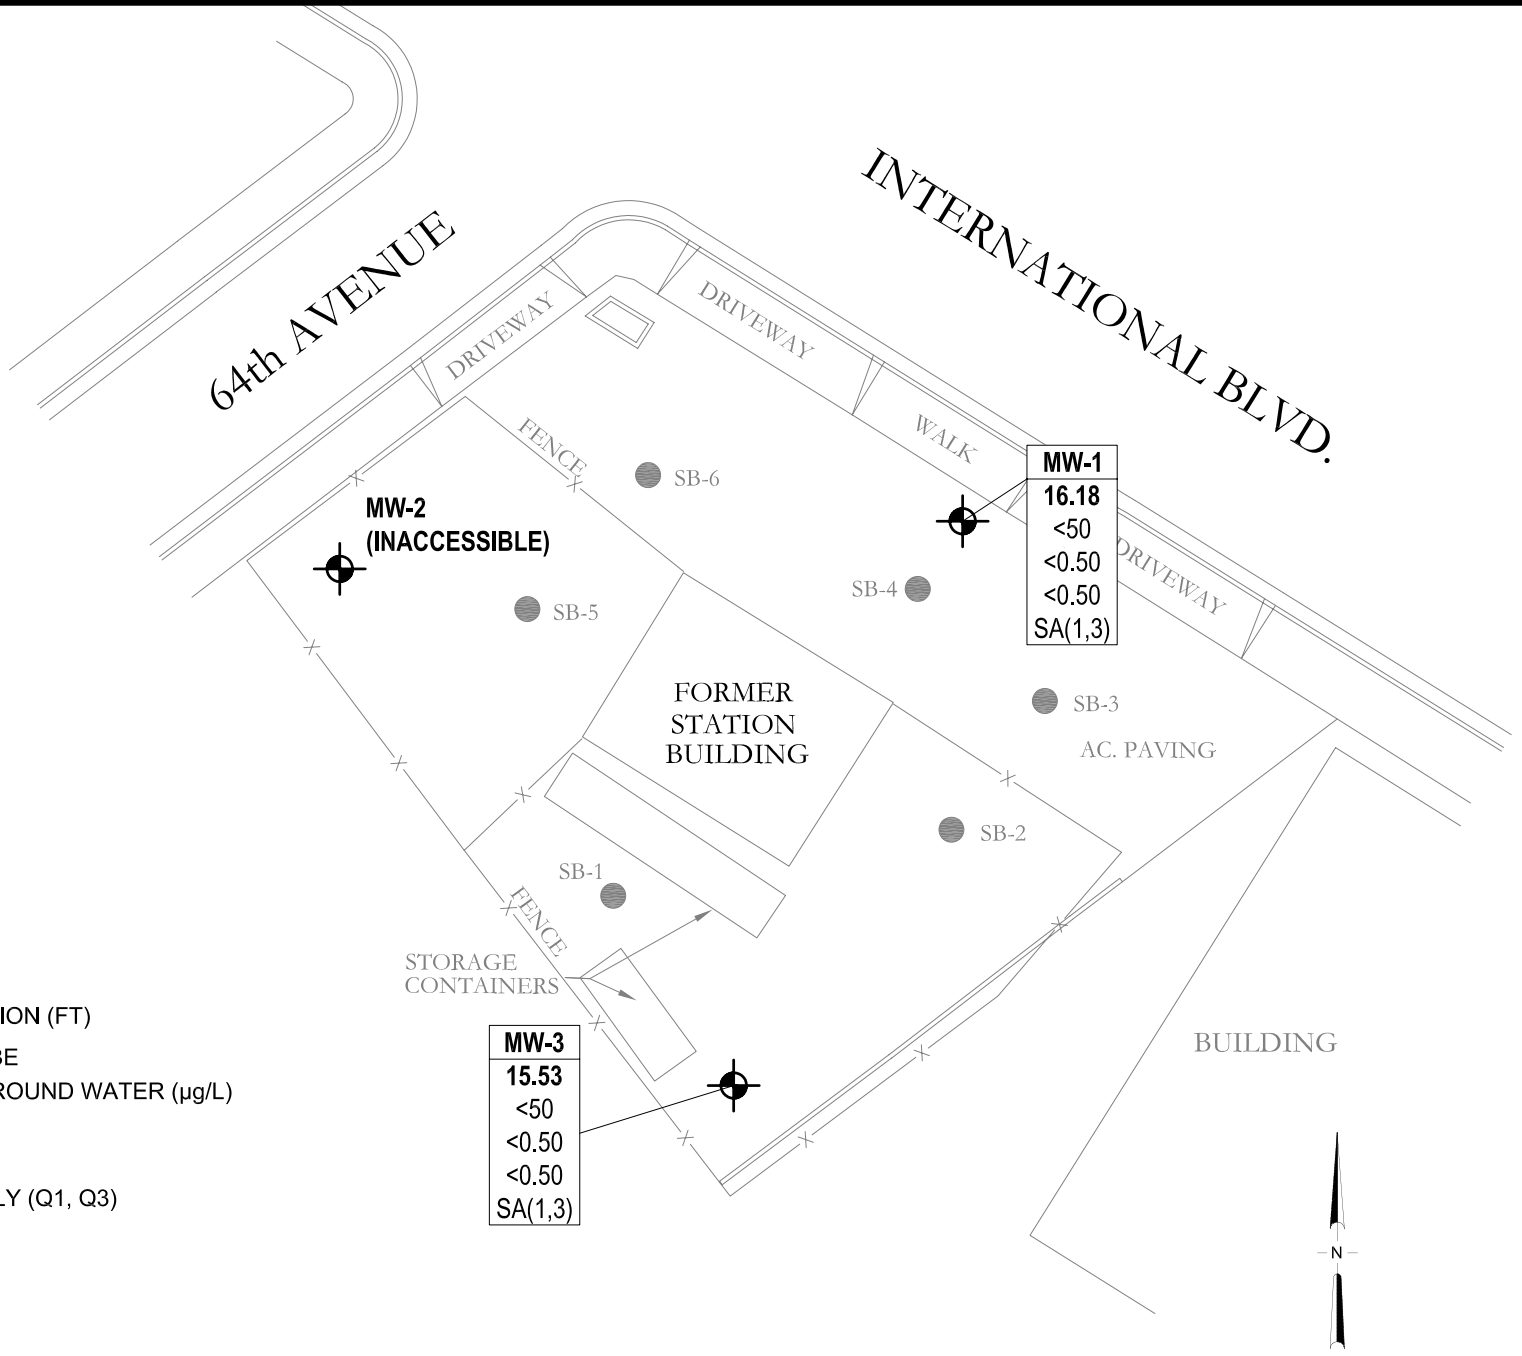 INTERNATIONAL BLVD.
64th AVENUE
DRIVEWAY
DRIVEWAY
WALK
DRIVEWAY
FENCE
SB-6
MW-1
16.18
<50
<0.50
<0.50
SA(1,3)
MW-2
(INACCESSIBLE)
SB-5
SB-4
FORMER
STATION
BUILDING
SB-3
AC. PAVING
SB-2
SB-1
FENCE
STORAGE
CONTAINERS
MW-3
15.53
<50
<0.50
<0.50
SA(1,3)
BUILDING
ION (FT)
BE
ROUND WATER (µg/L)
LY (Q1, Q3)
N